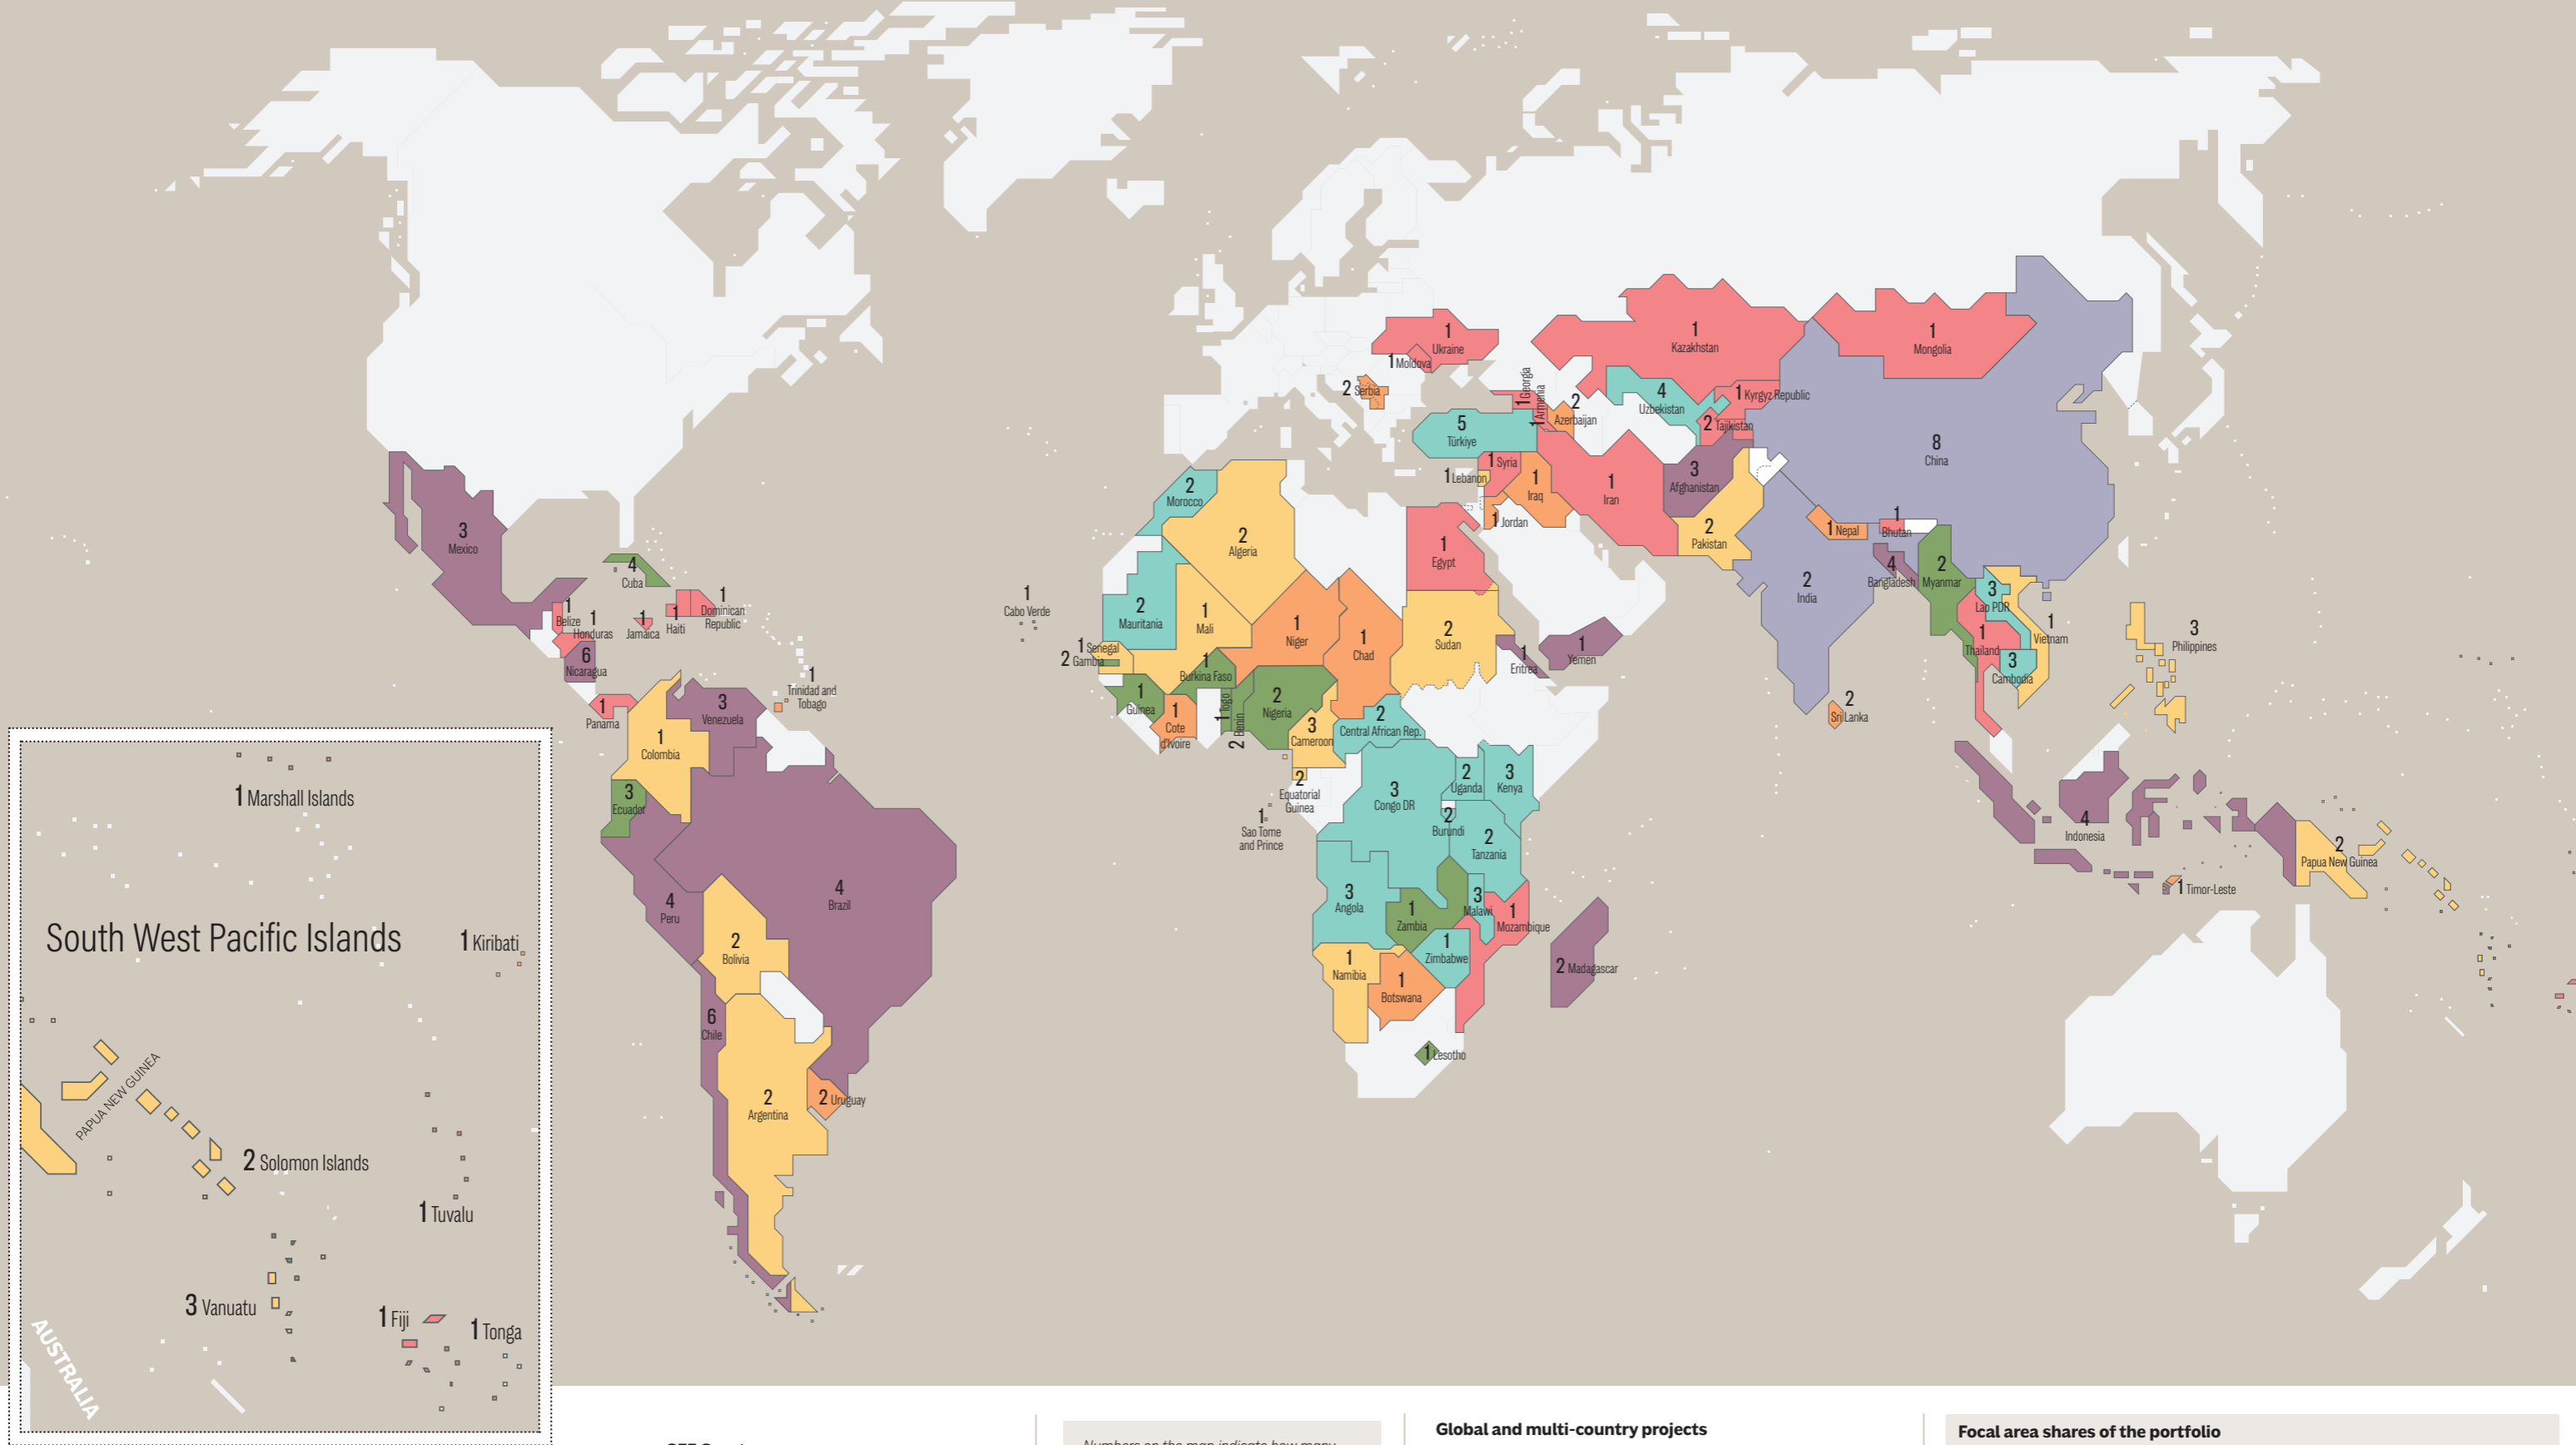 1
Ukraine
1 Moldova
2 Serbia
1
Kazakhstan
1
Mongolia
1 Georgia
1 Armenia
2
Azerbaijan
4
Uzbekistan
1 Kyrgyz Republic
2 Tajikistan
5
Türkiye
8
China
1 Syria
1 Lebanon
1
Iraq
1 Jordan
1
Iran
3
Afghanistan
2
Pakistan
1 Nepal
1
Bhutan
2
India
4
Bangladesh
2
Myanmar
3
Lao PDR
1
Thailand
1
Vietnam
3
Cambodia
3
Philippines
2
Sri Lanka
4
Indonesia
1 Timor-Leste
2
Papua New Guinea
3
Mexico
4
Cuba
1
Belize
1
Honduras
1
Jamaica
1
Haiti
1
Dominican
Republic
6
Nicaragua
1
Panama
1
Trinidad and
Tobago
3
Venezuela
1
Colombia
3
Ecuador
4
Peru
4
Brazil
2
Bolivia
6
Chile
2
Argentina
2 Uruguay
1
Cabo Verde
2
Morocco
2
Algeria
1
Egypt
2
Mauritania
1
Mali
1
Niger
1
Chad
2
Sudan
1
Eritrea
1
Yemen
1 Senegal
2 Gambia
1
Burkina Faso
1
Guinea
1
Cote
d'Ivoire
1 Togo
2 Benin
2
Nigeria
3
Cameroon
2
Central African Rep.
2
Equatorial
Guinea
1
Sao Tome
and Prince
3
Congo DR
2
Uganda
3
Kenya
2
Burundi
2
Tanzania
3
Angola
1
Zambia
3
Malawi
1
Mozambique
1
Zimbabwe
1
Namibia
1
Botswana
2 Madagascar
1 Lesotho
1 Marshall Islands
South West Pacific Islands
1 Kiribati
PAPUA NEW GUINEA
2 Solomon Islands
1 Tuvalu
3 Vanuatu
1 Fiji
1 Tonga
AUSTRALIA
Numbers on the map indicate how many
Global and multi-country projects
Focal area shares of the portfolio